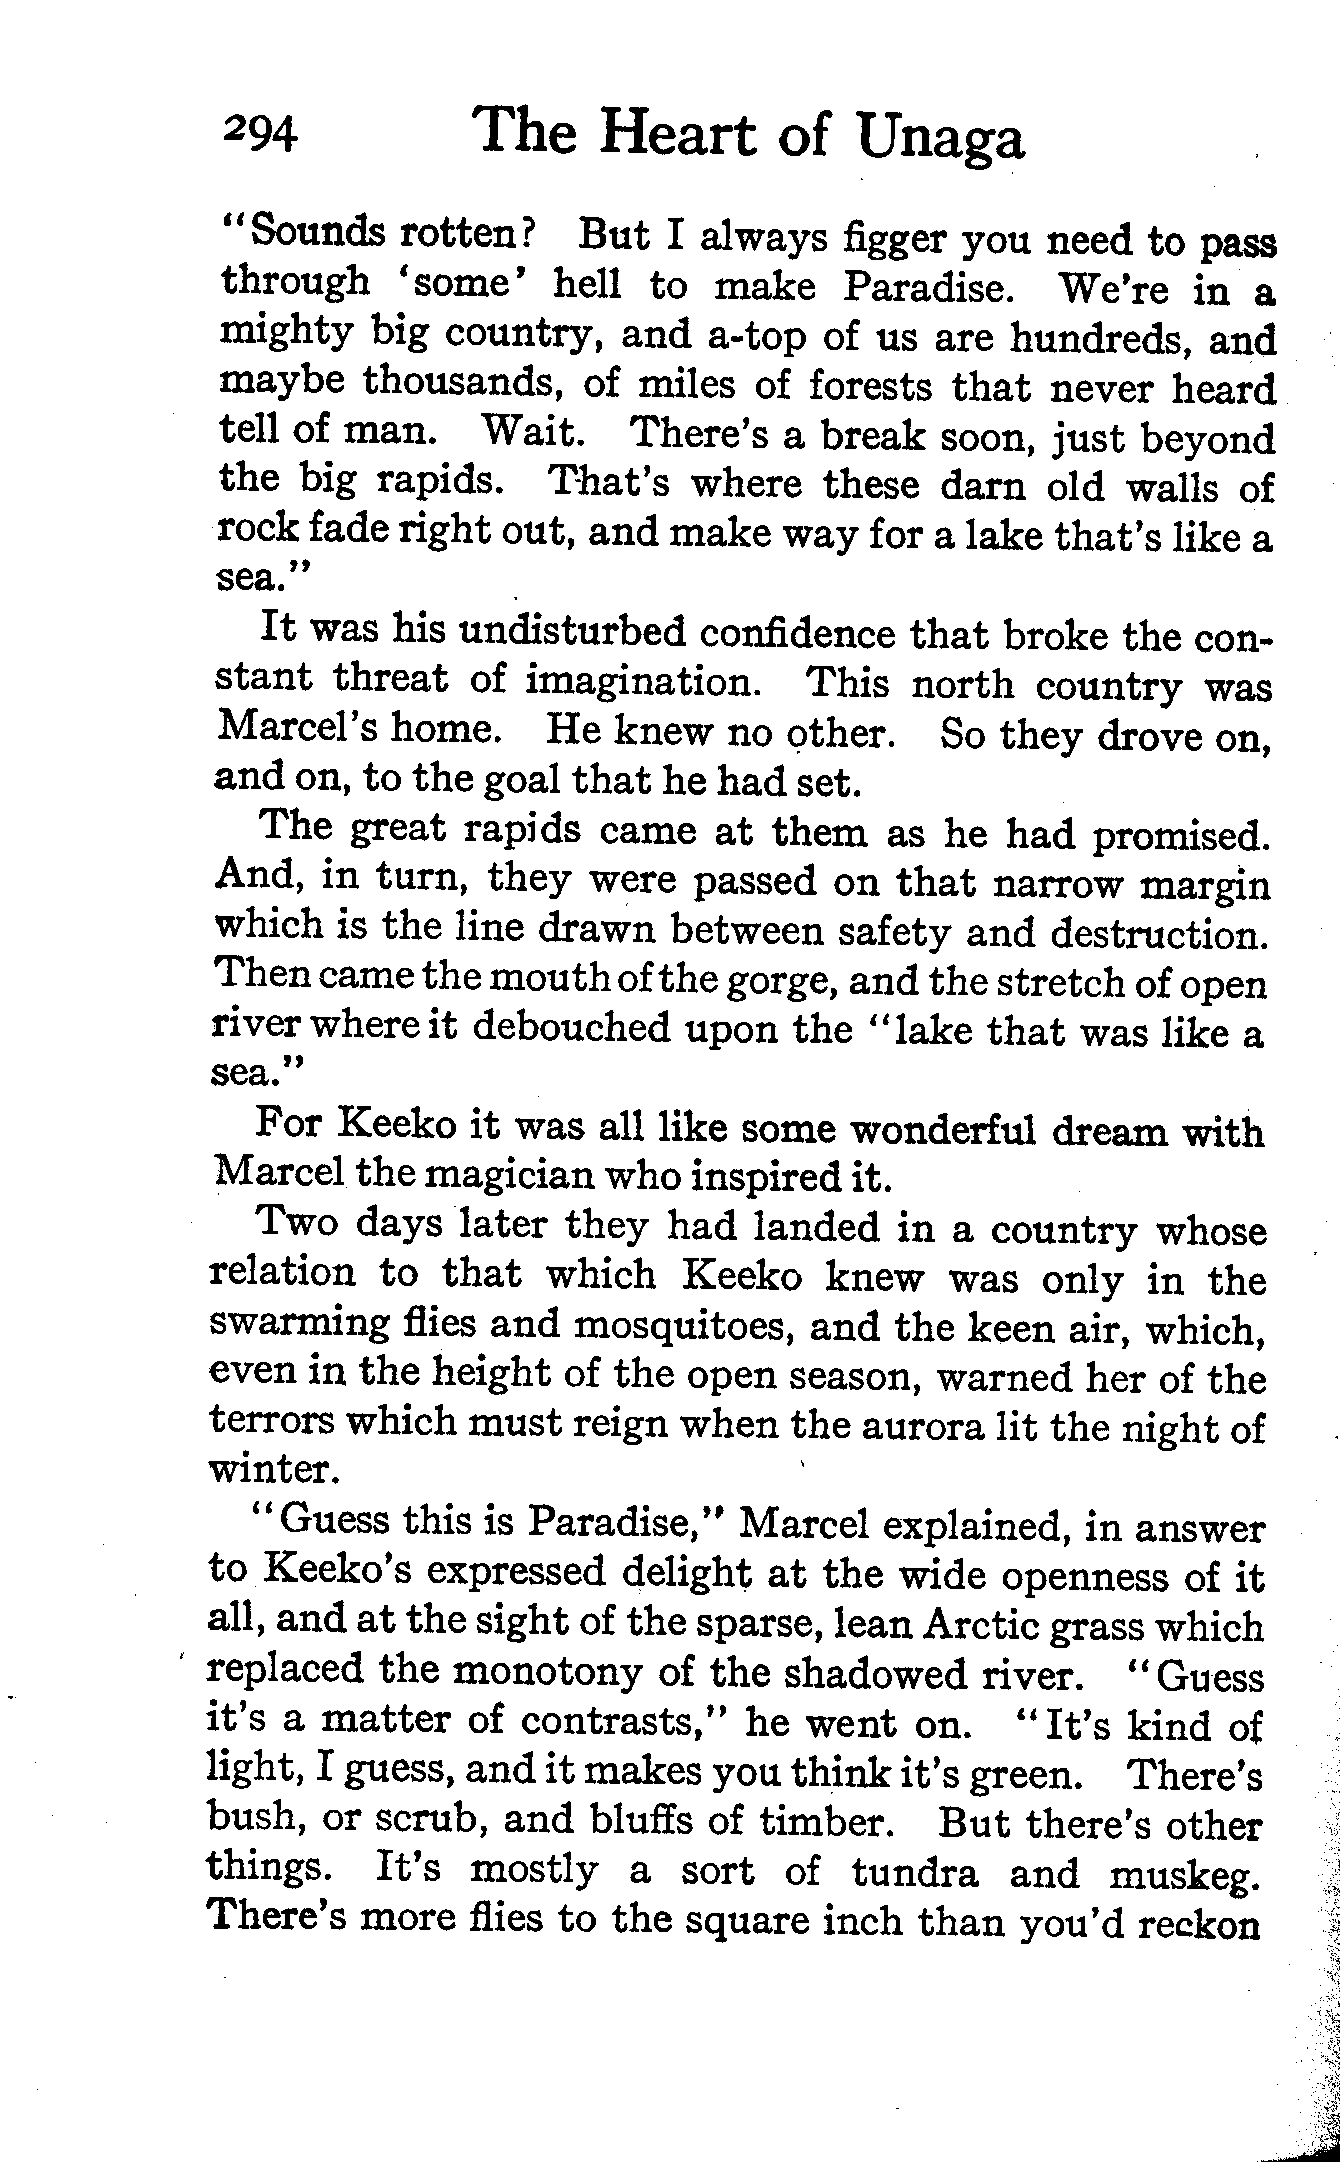 294 The Heart of Unaga
"Sounds rotten? But I always figger you need to pass
through 'some' hell to make Paradise. We're in a
mighty big country, and a-top of us are hundreds, and
maybe thousands, of miles of forests that never heard
tell of man. Wait. There's a break soon, just beyond
the big rapids. That's where these darn old walls of
rock fade right out, and make way for a lake that's like a
sea."
It was his undisturbed confidence that broke the con-
stant threat of imagination. This north country was
Marcel's home. He knew no other. So they drove on,
and on, to the goal that he had set.
The great rapids came at them as he had promised.
And, in turn, they were passed on that narrow margin
which is the line drawn between safety and destruction.
Then came the mouth of the gorge, and the stretch of open
river where it debouched upon the "lake that was like a
sea."
For Keeko it was all like some wonderful dream with
Marcel the magician who inspired it.
Two days later they had landed in a country whose
relation to that which Keeko knew was only in the
swarming flies and mosquitoes, and the keen air, which,
even in the height of the open season, warned her of the
terrors which must reign when the aurora lit the night of
winter.
"Guess this is Paradise," Marcel explained, in answer
to Keeko's expressed delight at the wide openness of it
all, and at the sight of the sparse, lean Arctic grass which
replaced the monotony of the shadowed river. "Guess
it's a matter of contrasts," he went on. "It's kind of
light, I guess, and it makes you think it's green. There's
bush, or scrub, and bluffs of timber. But there's other
things. It's mostly a sort of tundra and muskeg.
There's more flies to the square inch than you'd reckon